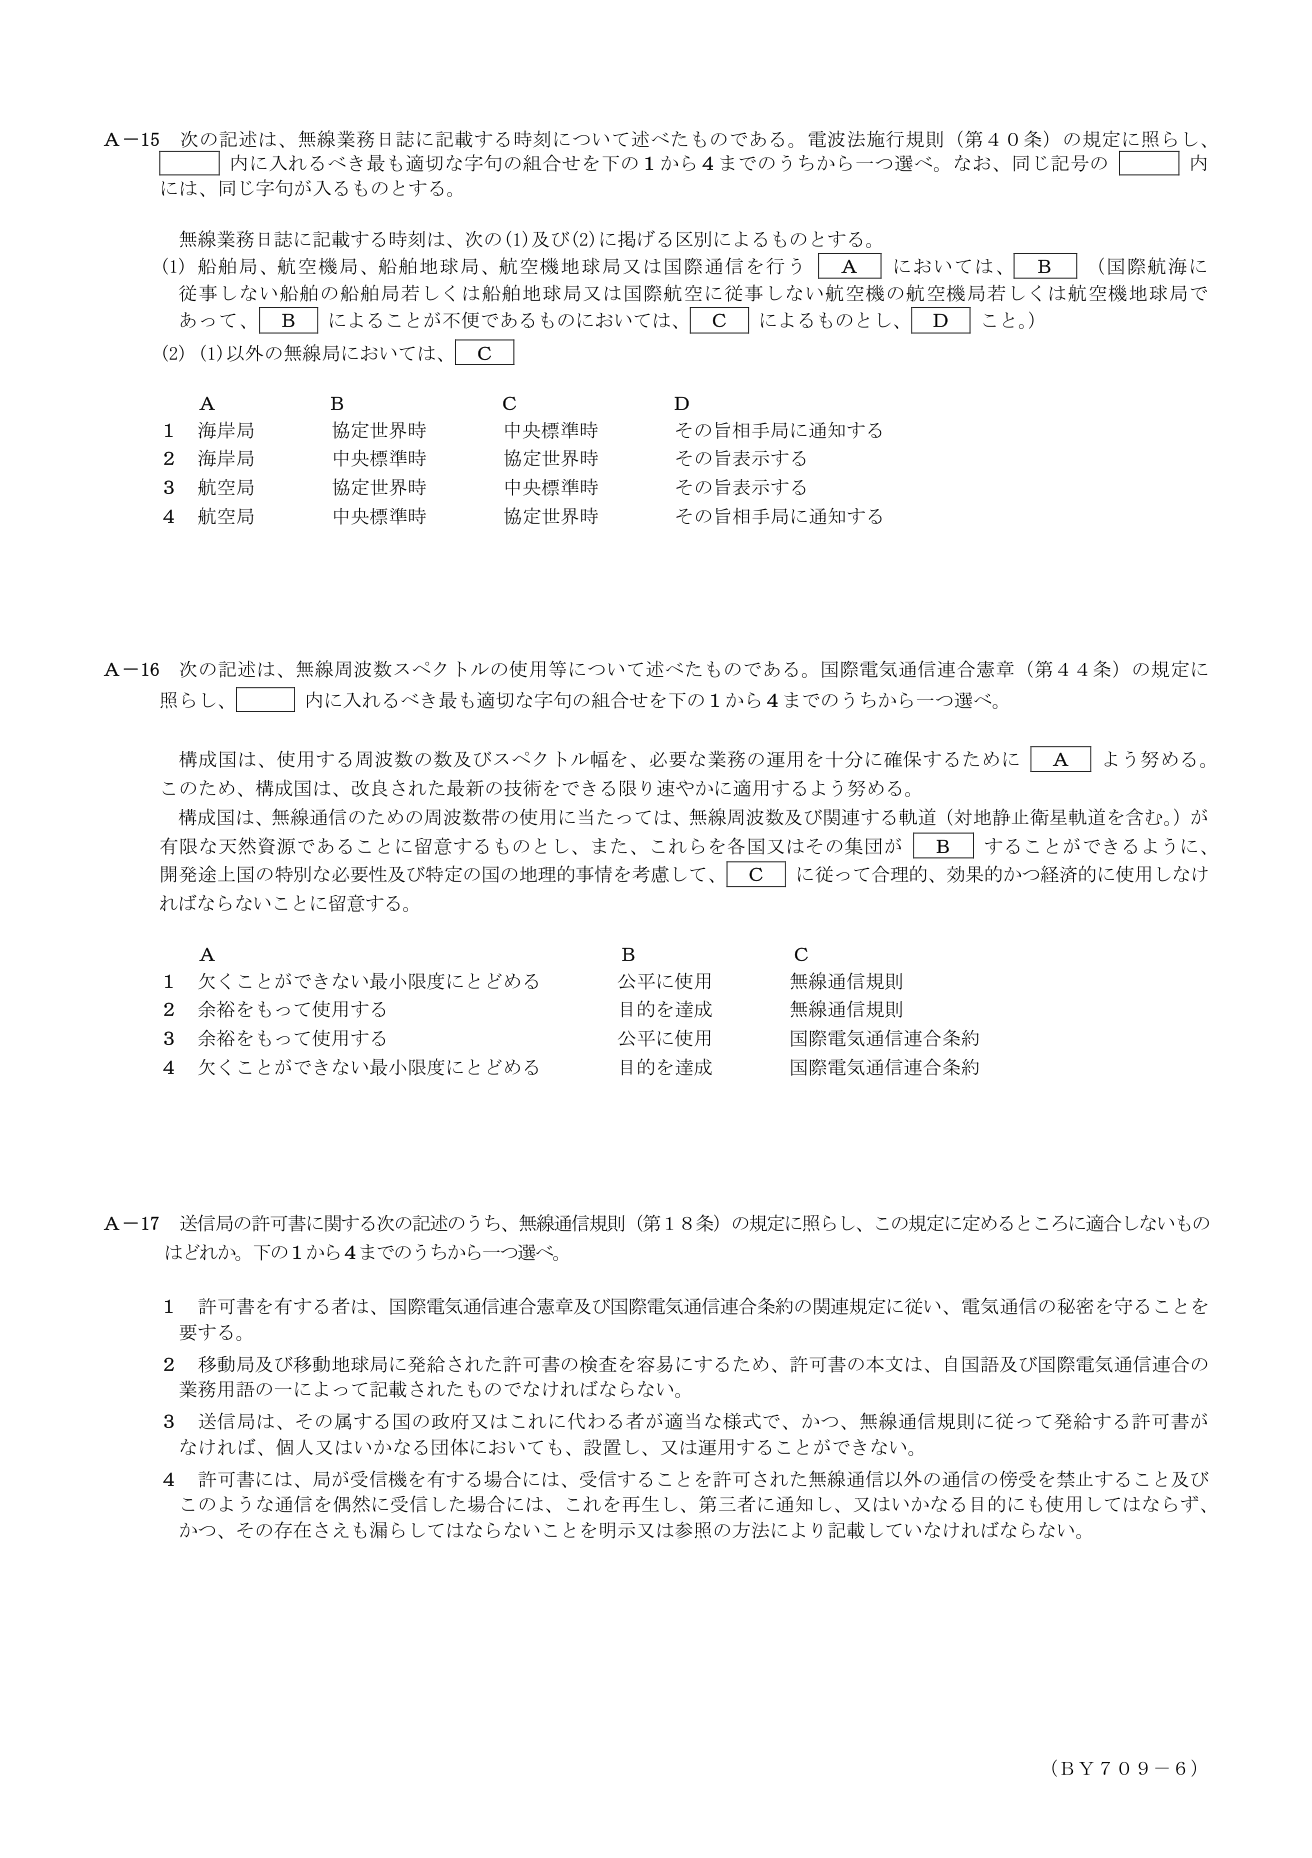 A－15　次の記述は、無線業務日誌に記載する時刻について述べたものである。電波法施行規則（第４０条）の規定に照らし、
内に入れるべき最も適切な字句の組合せを下の1から4までのうちから一つ選べ。なお、同じ記号の　　　　内
には、同じ字句が入るものとする。
無線業務日誌に記載する時刻は、次の(1)及び(2)に掲げる区別によるものとする。
(1) 船舶局、航空機局、船舶地球局、航空機地球局又は国際通信を行う A においては、 B （国際航海に
従事しない船舶の船舶局若しくは船舶地球局又は国際航空に従事しない航空機の航空機局若しくは航空機地球局で
あって、 B によることが不便であるものにおいては、 C によるものとし、 D こと。）
(2) (1)以外の無線局においては、 C
A B C D
1 海岸局 協定世界時 中央標準時 その旨相手局に通知する
2 海岸局 中央標準時 協定世界時 その旨表示する
3 航空局 協定世界時 中央標準時 その旨表示する
4 航空局 中央標準時 協定世界時 その旨相手局に通知する
A－16　次の記述は、無線周波数スペクトルの使用等について述べたものである。国際電気通信連合憲章（第４４条）の規定に
照らし、　　　　内に入れるべき最も適切な字句の組合せを下の1から4までのうちから一つ選べ。
構成国は、使用する周波数の数及びスペクトル幅を、必要な業務の運用を十分に確保するために A よう努める。
このため、構成国は、改良された最新の技術をできる限り速やかに適用するよう努める。
構成国は、無線通信のための周波数帯の使用に当たっては、無線周波数及び関連する軌道（対地静止衛星軌道を含む。）が
有限な天然資源であることに留意するものとし、また、これらを各国又はその集団が B することができるように、
開発途上国の特別な必要性及び特定の国の地理的事情を考慮して、 C に従って合理的、効果的かつ経済的に使用しなけ
ればならないことに留意する。
A B C
1 欠くことができない最小限度にとどめる 公平に使用 無線通信規則
2 余裕をもって使用する 目的を達成 無線通信規則
3 余裕をもって使用する 公平に使用 国際電気通信連合条約
4 欠くことができない最小限度にとどめる 目的を達成 国際電気通信連合条約
A－17　送信局の許可書に関する次の記述のうち、無線通信規則（第１８条）の規定に照らし、この規定に定めるところに適合しないもの
はどれか。下の1から4までのうちから一つ選べ。
1　許可書を有する者は、国際電気通信連合憲章及び国際電気通信連合条約の関連規定に従い、電気通信の秘密を守ることを
要する。
2　移動局及び移動地球局に発給された許可書の検査を容易にするため、許可書の本文は、自国語及び国際電気通信連合の
業務用語の一によって記載されたものでなければならない。
3　送信局は、その属する国の政府又はこれに代わる者が適当な様式で、かつ、無線通信規則に従って発給する許可書が
なければ、個人又はいかなる団体においても、設置し、又は運用することができない。
4　許可書には、局が受信機を有する場合には、受信することを許可された無線通信以外の通信の傍受を禁止すること及び
このような通信を偶然に受信した場合には、これを再生し、第三者に通知し、又はいかなる目的にも使用してはならず、
かつ、その存在さえも漏らしてはならないことを明示又は参照の方法により記載していなければならない。
（ＢＹ７０９－６）